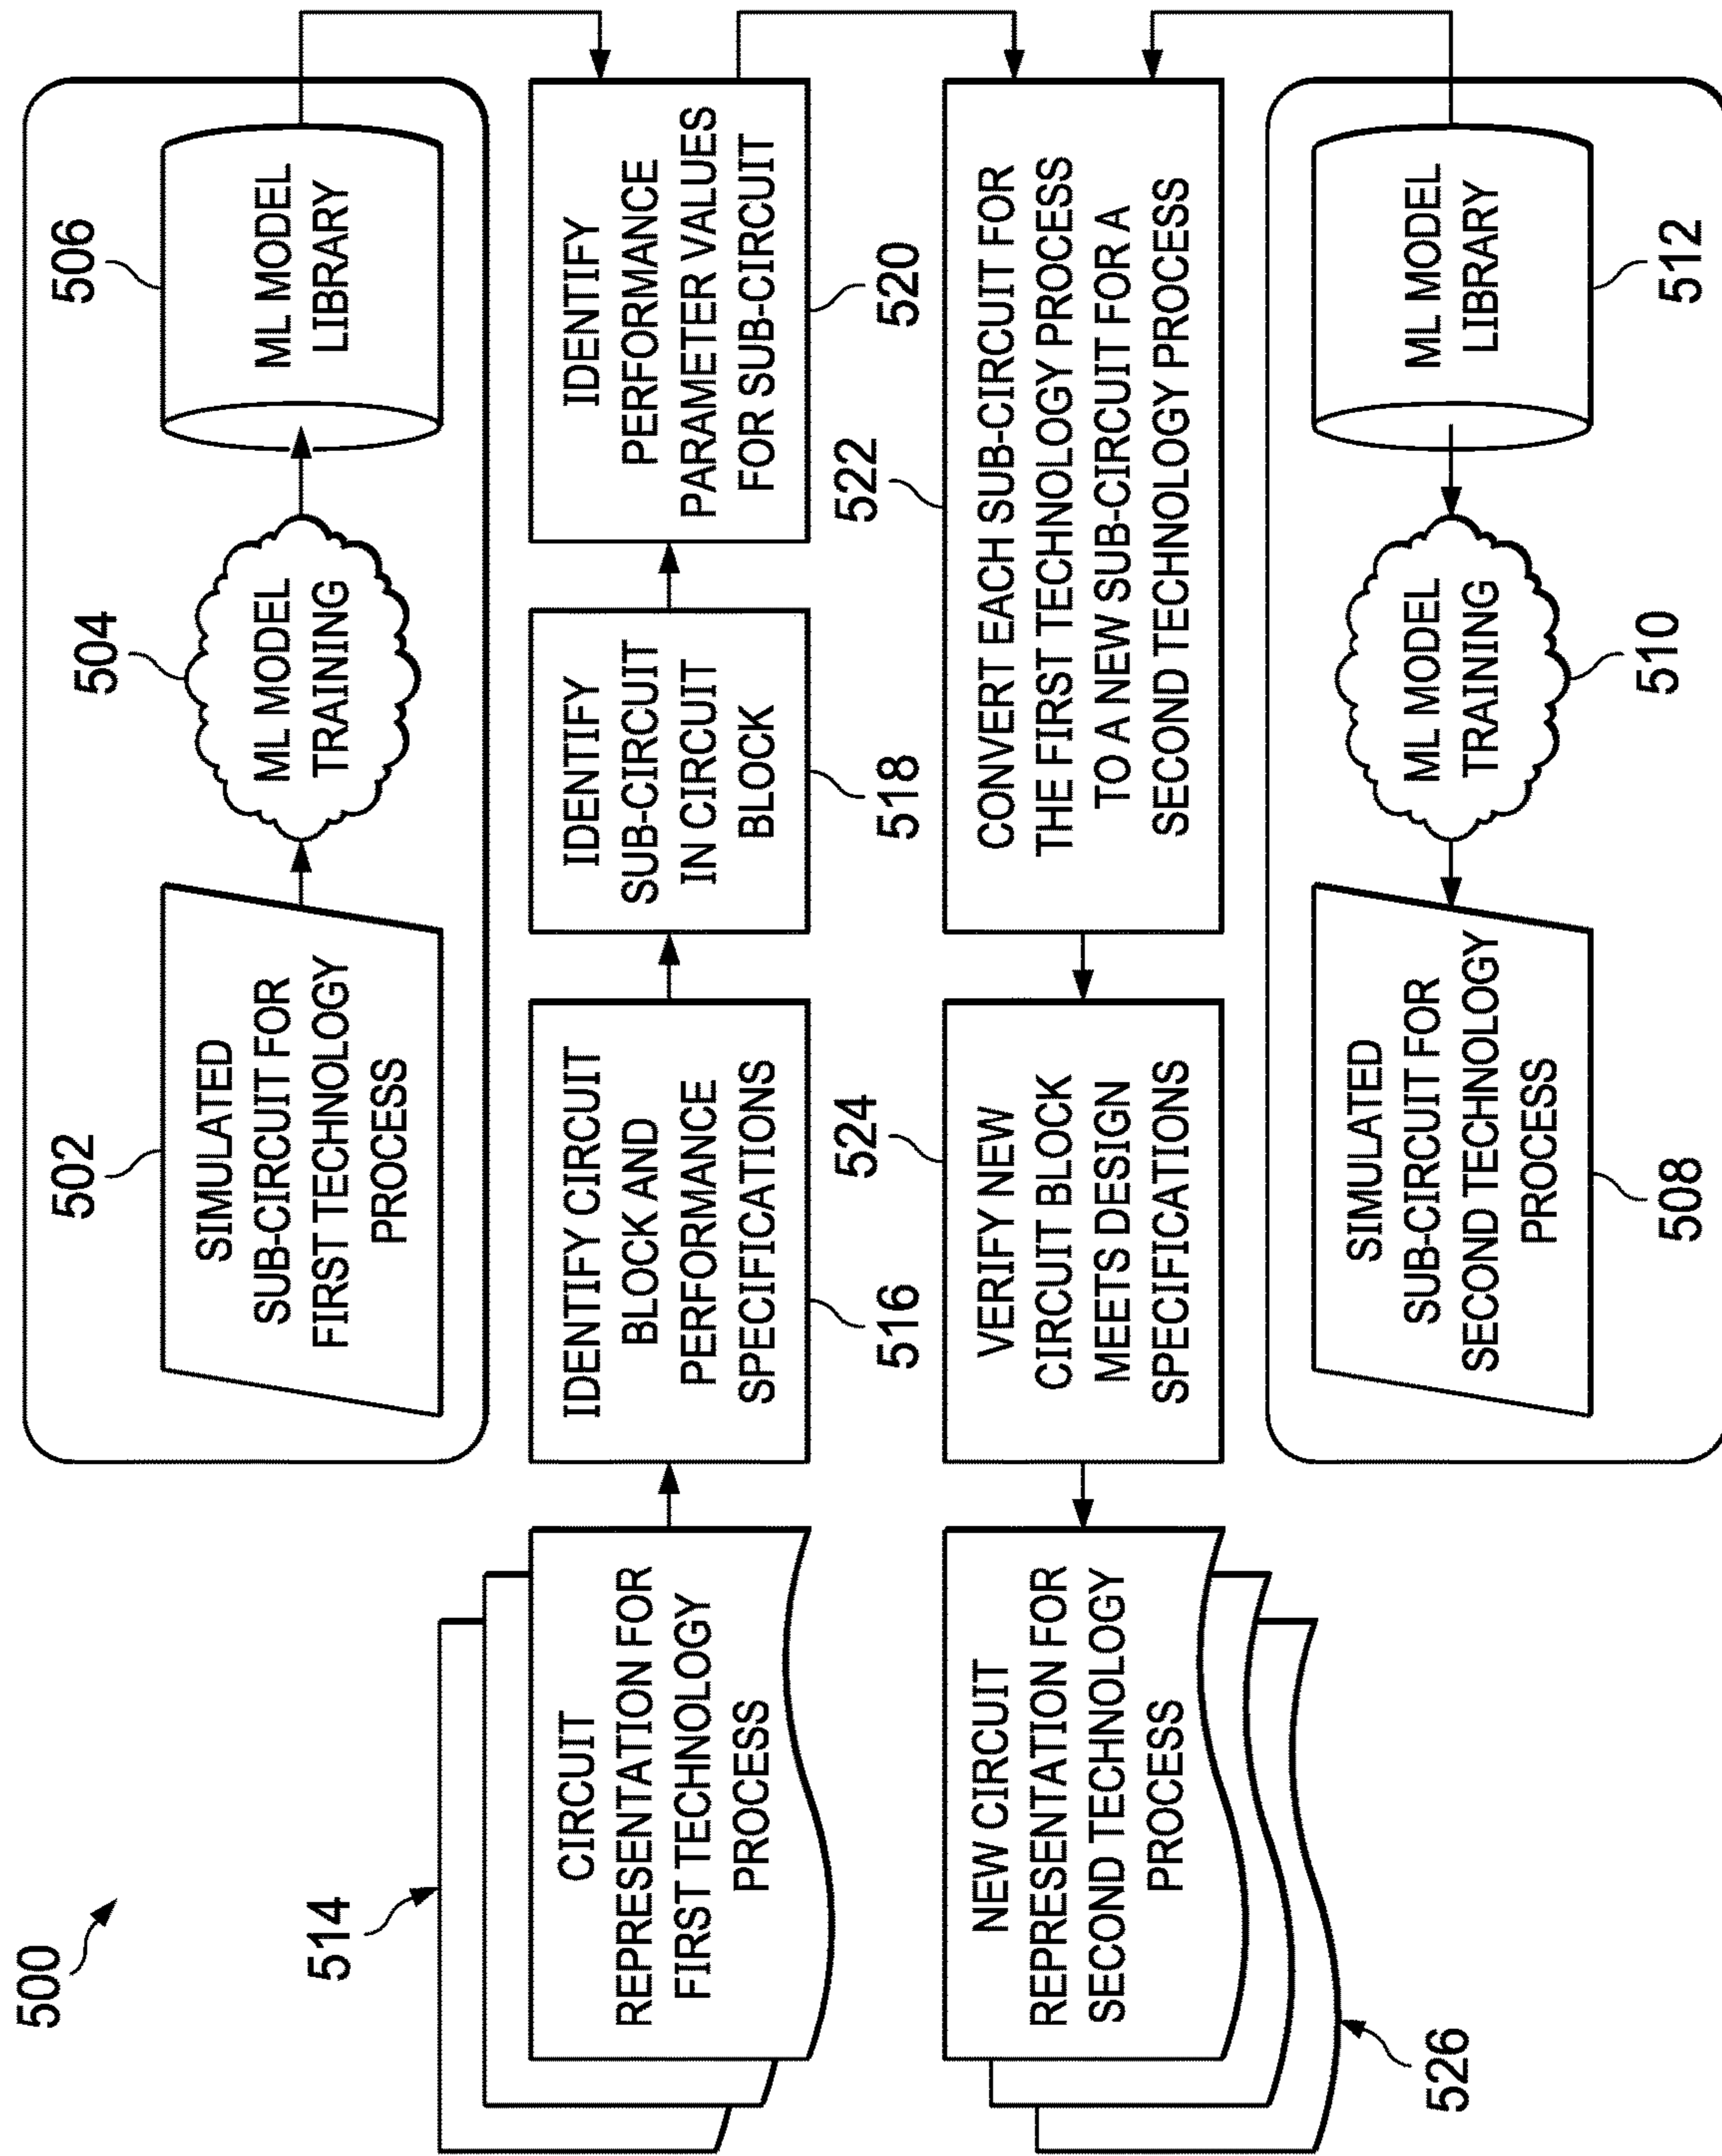 500
502
SIMULATED
SUB-CIRCUIT FOR
FIRST TECHNOLOGY
PROCESS
504
ML MODEL
TRAINING
506
ML MODEL
LIBRARY
514
CIRCUIT
REPRESENTATION FOR
FIRST TECHNOLOGY
PROCESS
IDENTIFY CIRCUIT
BLOCK AND
PERFORMANCE
SPECIFICATIONS
516
IDENTIFY
SUB-CIRCUIT
IN CIRCUIT
BLOCK
518
IDENTIFY
PERFORMANCE
PARAMETER VALUES
FOR SUB-CIRCUIT
520
NEW CIRCUIT
REPRESENTATION FOR
SECOND TECHNOLOGY
PROCESS
526
524
VERIFY NEW
CIRCUIT BLOCK
MEETS DESIGN
SPECIFICATIONS
522
CONVERT EACH SUB-CIRCUIT FOR
THE FIRST TECHNOLOGY PROCESS
TO A NEW SUB-CIRCUIT FOR A
SECOND TECHNOLOGY PROCESS
SIMULATED
SUB-CIRCUIT FOR
SECOND TECHNOLOGY
PROCESS
508
ML MODEL
TRAINING
510
ML MODEL
LIBRARY
512